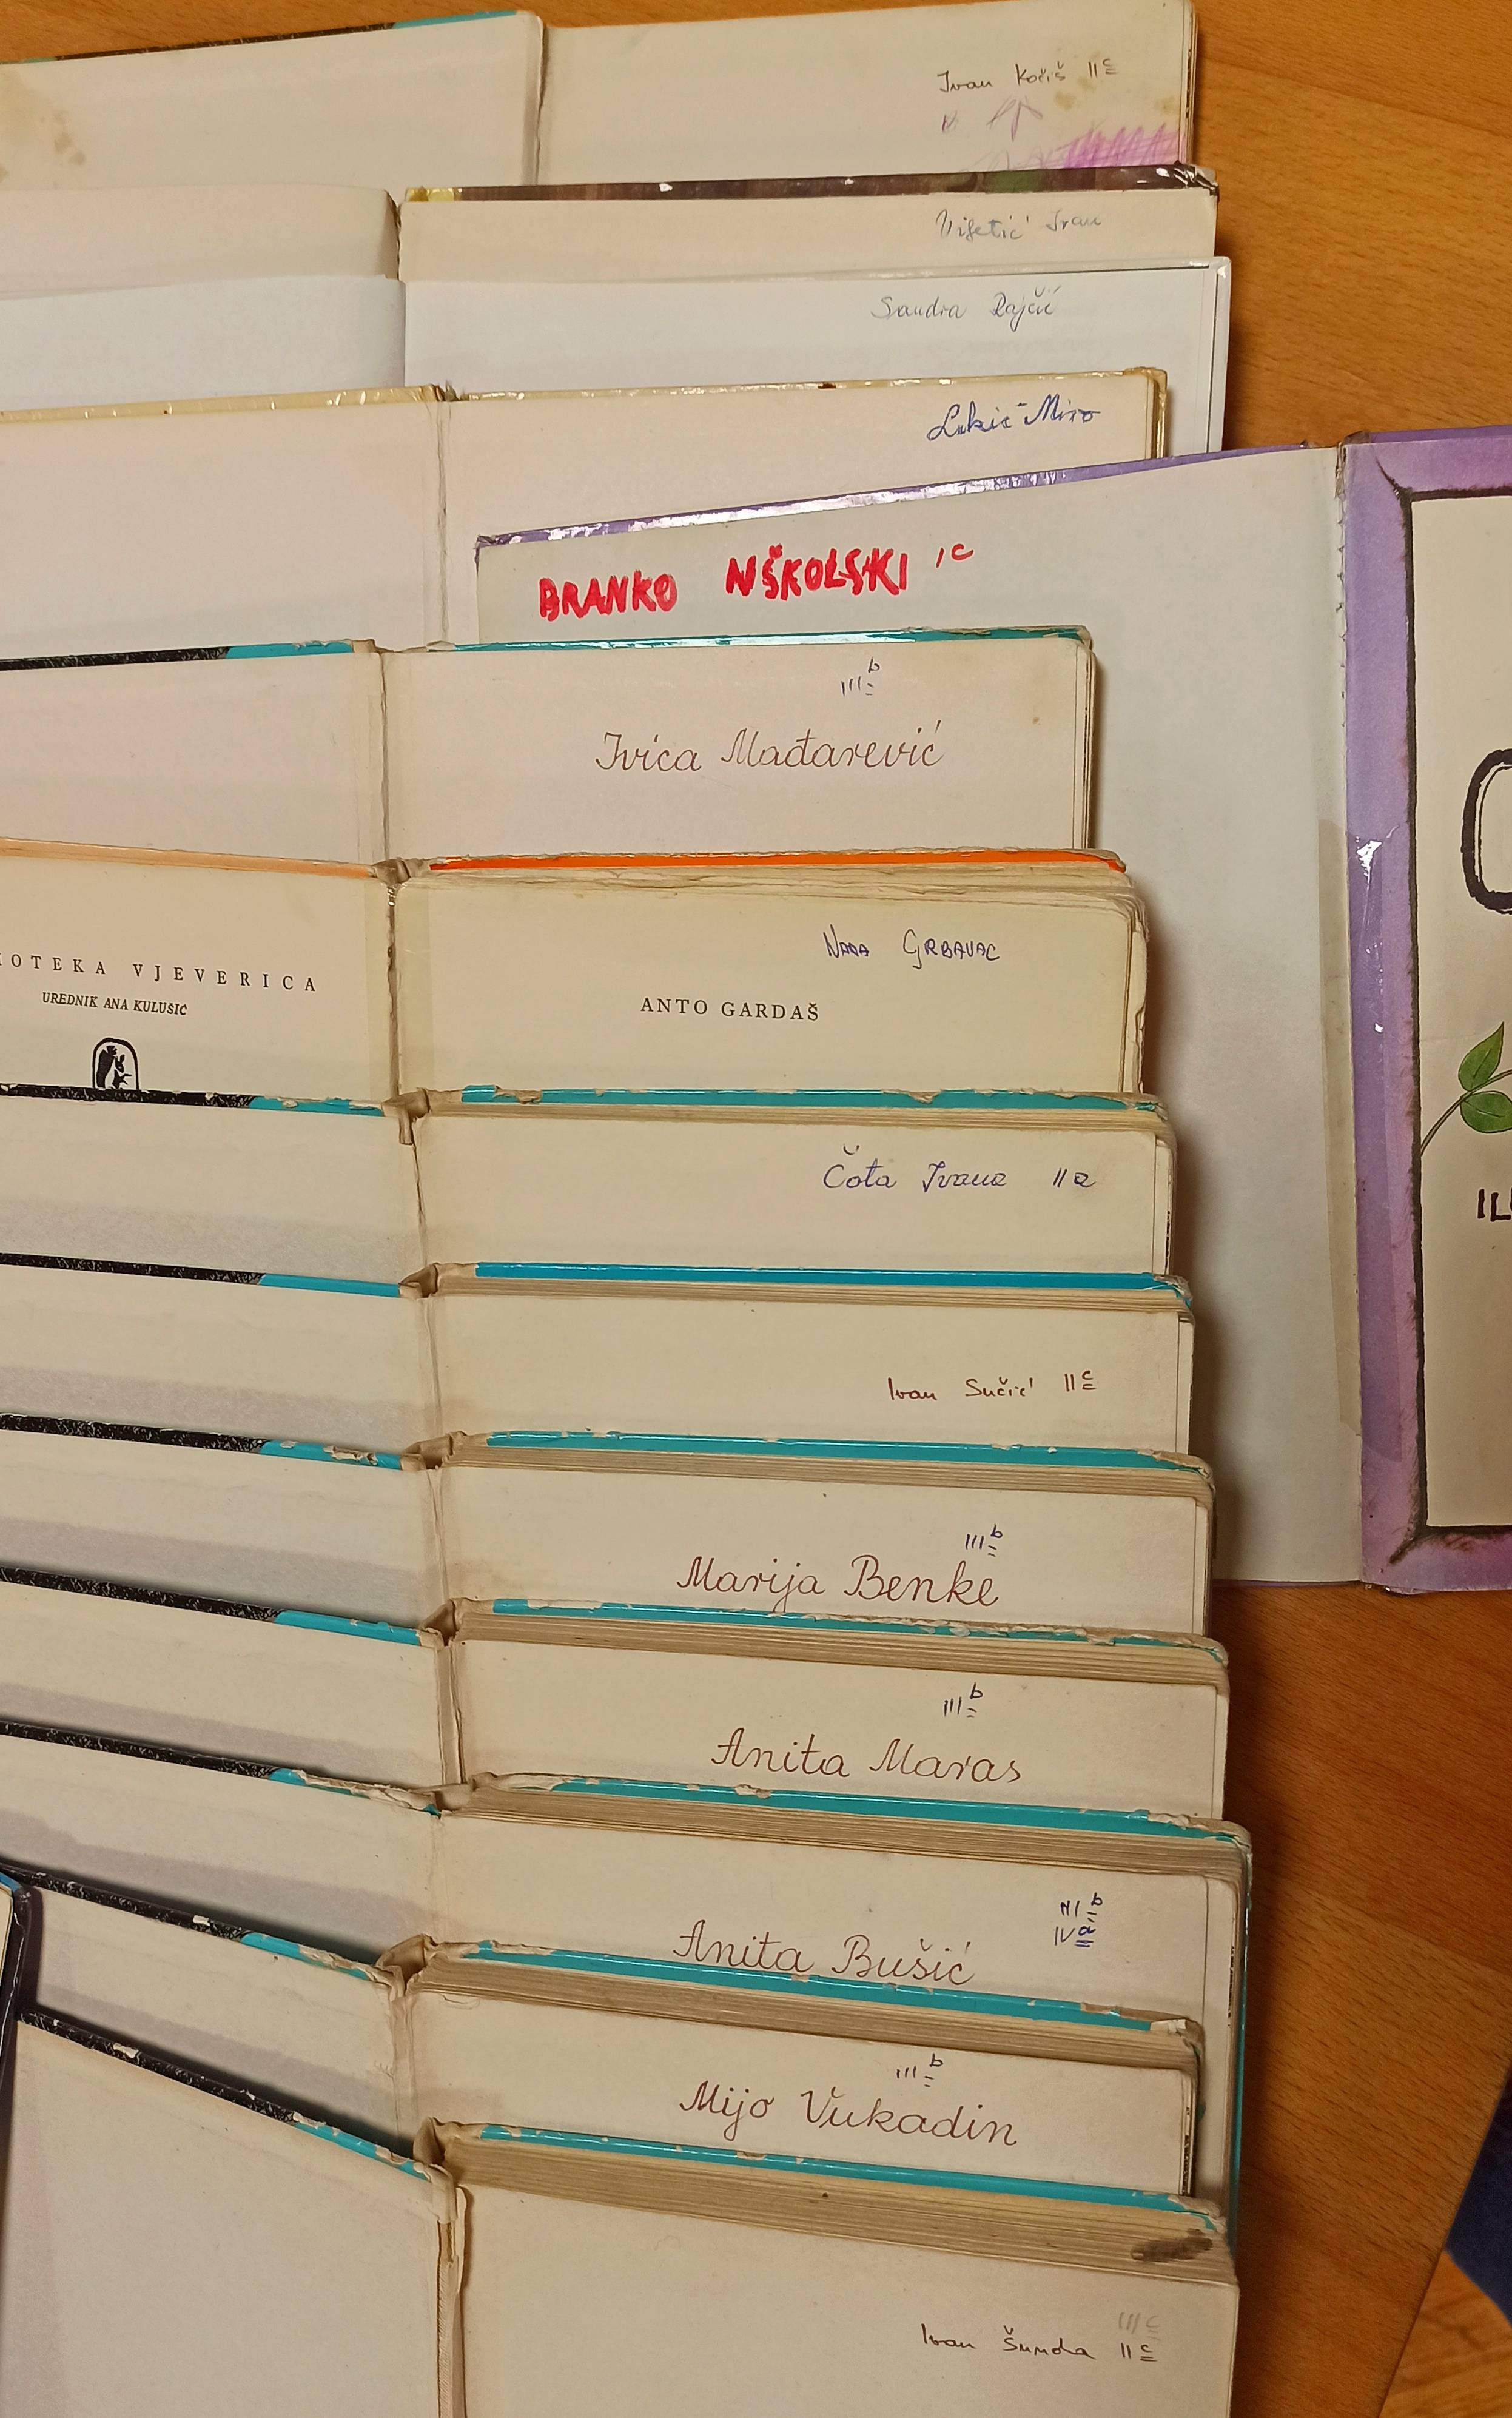 Ivan Kočiš II c
Vijetić Ivan
Sandra Rajčić
Lukić Miro
BRANKO NŠKOLSKI I c
III b
Ivica Mađarević
OTEKA VJEVERICA
UREDNIK ANA KULUŠIĆ
Nada GRBAVAC
ANTO GARDAŠ
Čota Ivana II a
Ivan Sučić II c
III b
Marija Benke
III b
Anita Maras
III b
IV a
Anita Bušić
III b
Mijo Vukadin
III c
Ivan Šunda II c